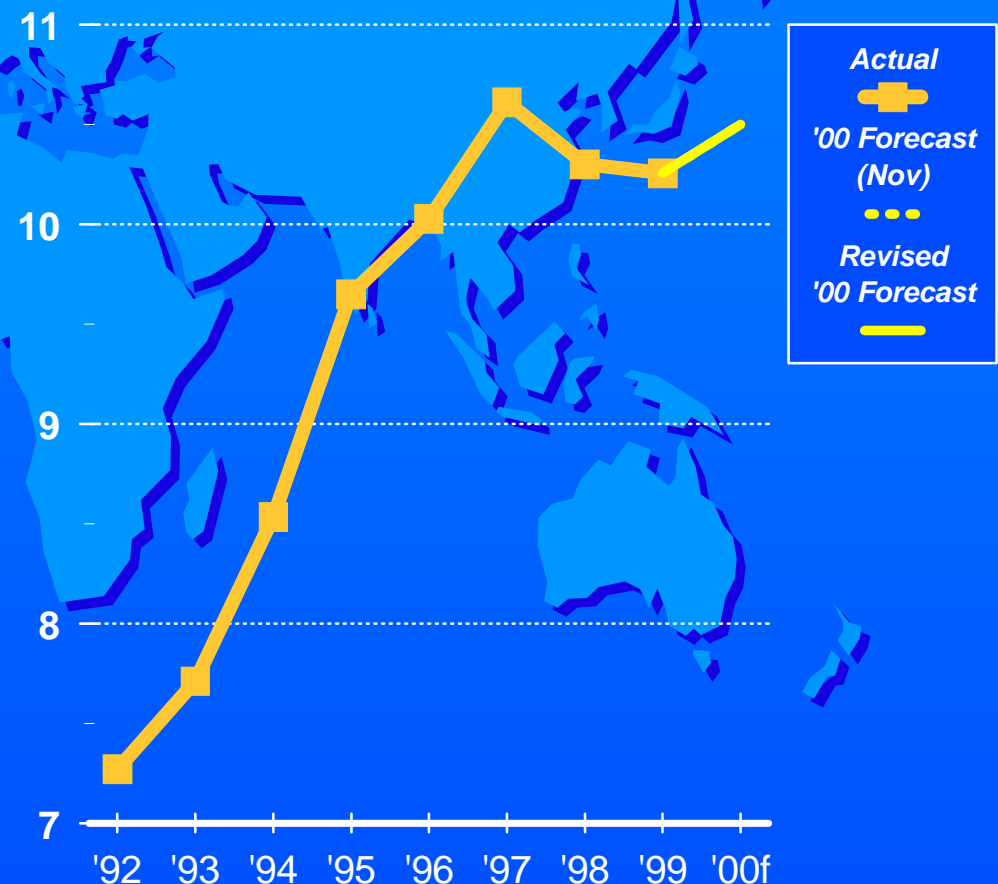 11
10
9
8
7
'92 '93 '94 '95 '96 '97 '98 '99 '00f
Actual
'00 Forecast
(Nov)
Revised
'00 Forecast